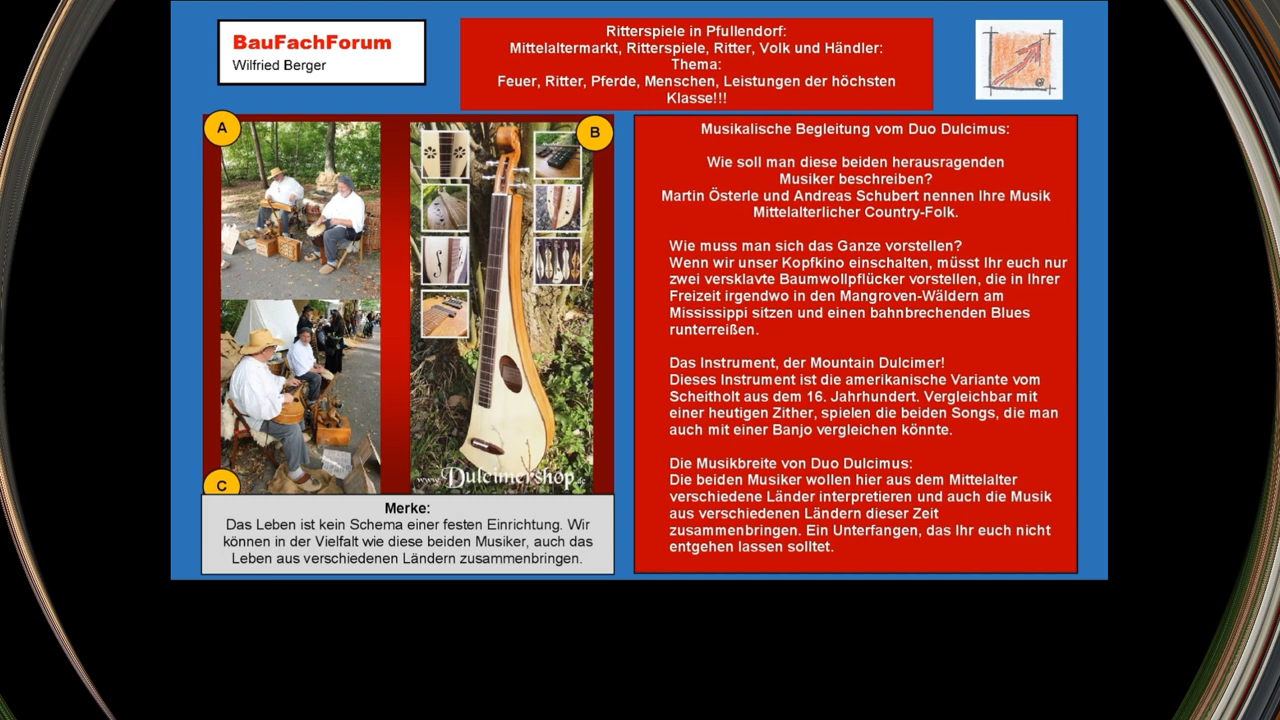 BauFachForum
Wilfried Berger
Ritterspiele in Pfullendorf:
Mittelaltermarkt, Ritterspiele, Ritter, Volk und Händler:
Thema:
Feuer, Ritter, Pferde, Menschen, Leistungen der höchsten
Klasse!!!
A
B
C
www.Dulcimershop.de
Merke:
Das Leben ist kein Schema einer festen Einrichtung. Wir
können in der Vielfalt wie diese beiden Musiker, auch das
Leben aus verschiedenen Ländern zusammenbringen.
Musikalische Begleitung vom Duo Dulcimus:
Wie soll man diese beiden herausragenden
Musiker beschreiben?
Martin Österle und Andreas Schubert nennen Ihre Musik
Mittelalterlicher Country-Folk.
Wie muss man sich das Ganze vorstellen?
Wenn wir unser Kopfkino einschalten, müsst Ihr euch nur
zwei versklavte Baumwollpflücker vorstellen, die in Ihrer
Freizeit irgendwo in den Mangroven-Wäldern am
Mississippi sitzen und einen bahnbrechenden Blues
runterreißen.
Das Instrument, der Mountain Dulcimer!
Dieses Instrument ist die amerikanische Variante vom
Scheitholt aus dem 16. Jahrhundert. Vergleichbar mit
einer heutigen Zither, spielen die beiden Songs, die man
auch mit einer Banjo vergleichen könnte.
Die Musikbreite von Duo Dulcimus:
Die beiden Musiker wollen hier aus dem Mittelalter
verschiedene Länder interpretieren und auch die Musik
aus verschiedenen Ländern dieser Zeit
zusammenbringen. Ein Unterfangen, das Ihr euch nicht
entgehen lassen solltet.